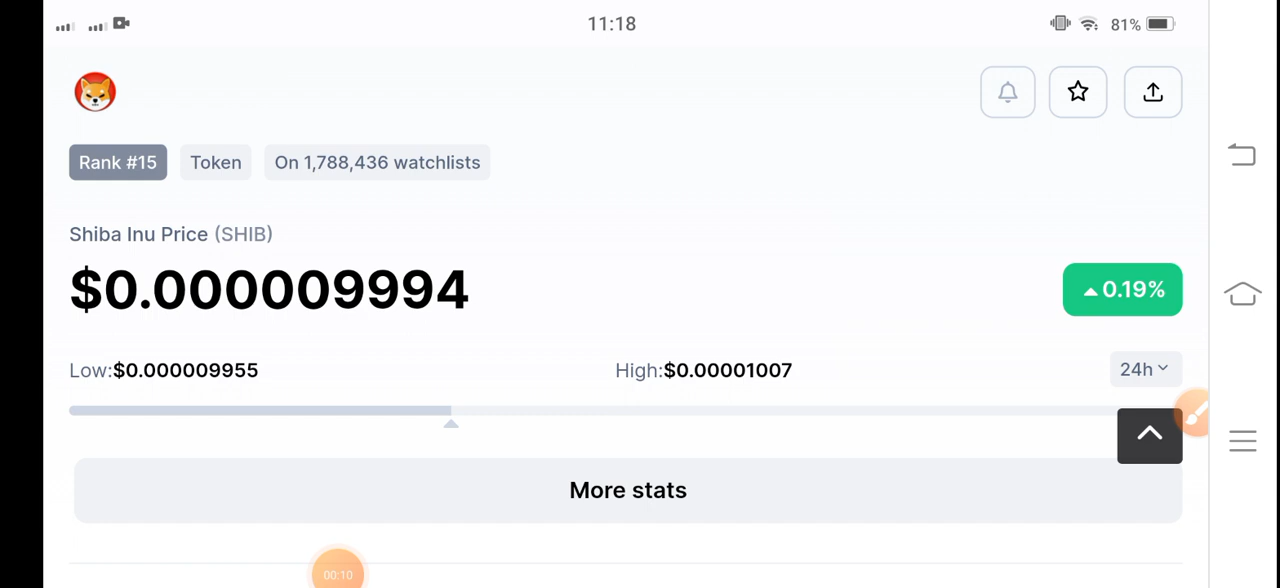 11:18
81%
Rank #15 Token On 1,788,436 watchlists
Shiba Inu Price (SHIB)
$0.000009994
0.19%
Low:$0.000009955 High:$0.00001007 24h
More stats
00:10